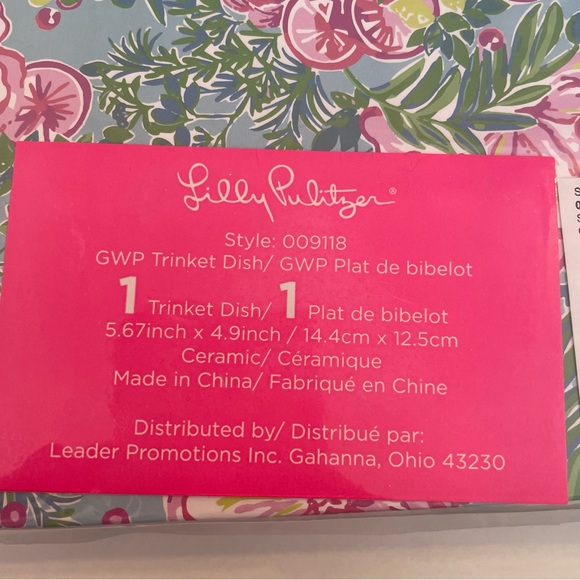 Lilly Pulitzer®
Style: 009118
GWP Trinket Dish/ GWP Plat de bibelot
1 Trinket Dish/ 1 Plat de bibelot
5.67inch x 4.9inch / 14.4cm x 12.5cm
Ceramic/ Céramique
Made in China/ Fabriqué en Chine
Distributed by/ Distribué par:
Leader Promotions Inc. Gahanna, Ohio 43230